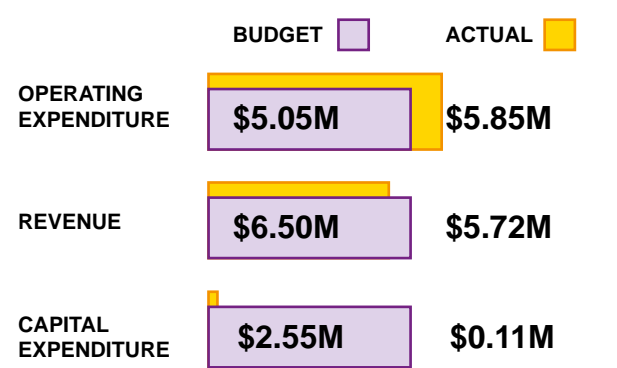 BUDGET ACTUAL
OPERATING
EXPENDITURE
$5.05M $5.85M
REVENUE $6.50M $5.72M
CAPITAL
EXPENDITURE
$2.55M $0.11M